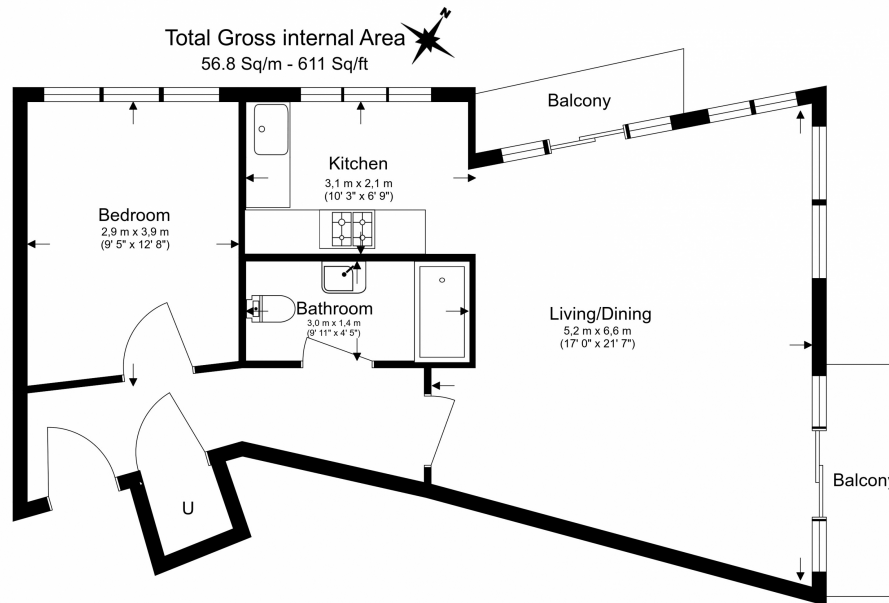 N
Total Gross internal Area
56.8 Sq/m - 611 Sq/ft
Balcony
Kitchen
3,1 m x 2,1 m
(10' 3" x 6' 9")
Bedroom
2,9 m x 3,9 m
(9' 5" x 12' 8")
Bathroom
3,0 m x 1,4 m
(9' 11" x 4' 5")
Living/Dining
5,2 m x 6,6 m
(17' 0" x 21' 7")
Balcony
U